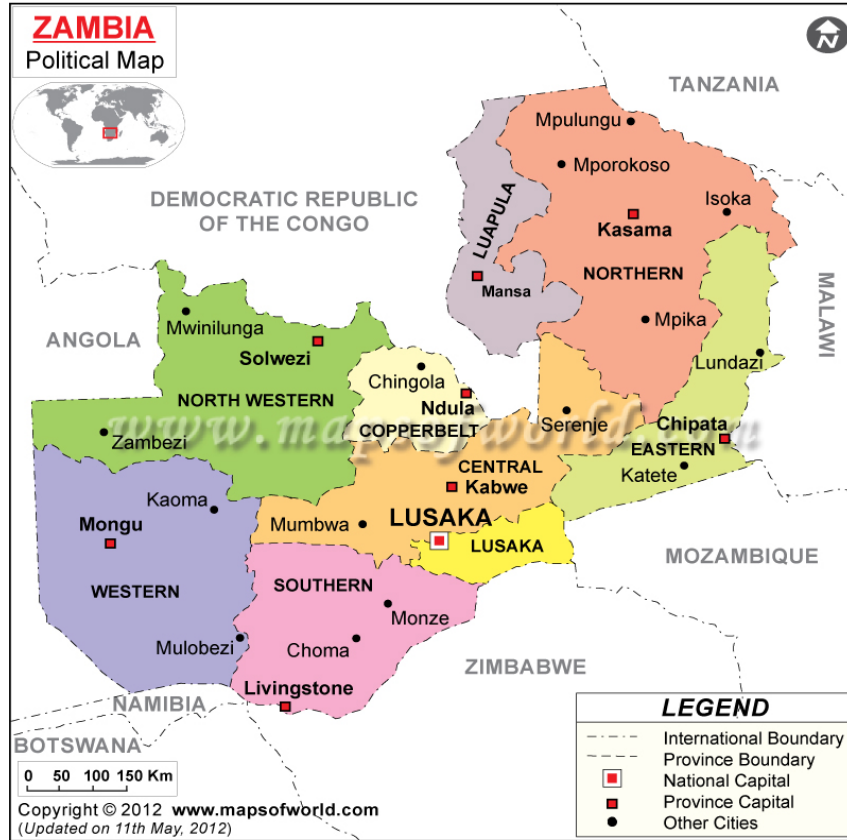 ZAMBIA
Political Map
N
TANZANIA
Mpulungu
Mporokoso
DEMOCRATIC REPUBLIC
OF THE CONGO
LUAPULA
Isoka
Kasama
NORTHERN
MALAWI
Mansa
Mwinilunga
Mpika
ANGOLA
Solwezi
Lundazi
Chingola
NORTH WESTERN
Ndula
Serenje
COPPERBELT
Chipata
www.mapsofworld.com
Zambezi
EASTERN
CENTRAL
Katete
Kabwe
Kaoma
Mumbwa
LUSAKA
Mongu
LUSAKA
MOZAMBIQUE
WESTERN
SOUTHERN
Monze
Mulobezi
Choma
ZIMBABWE
Livingstone
NAMIBIA
BOTSWANA
LEGEND
International Boundary
Province Boundary
National Capital
Province Capital
Other Cities
0 50 100 150 Km
Copyright © 2012 www.mapsofworld.com
(Updated on 11th May, 2012)